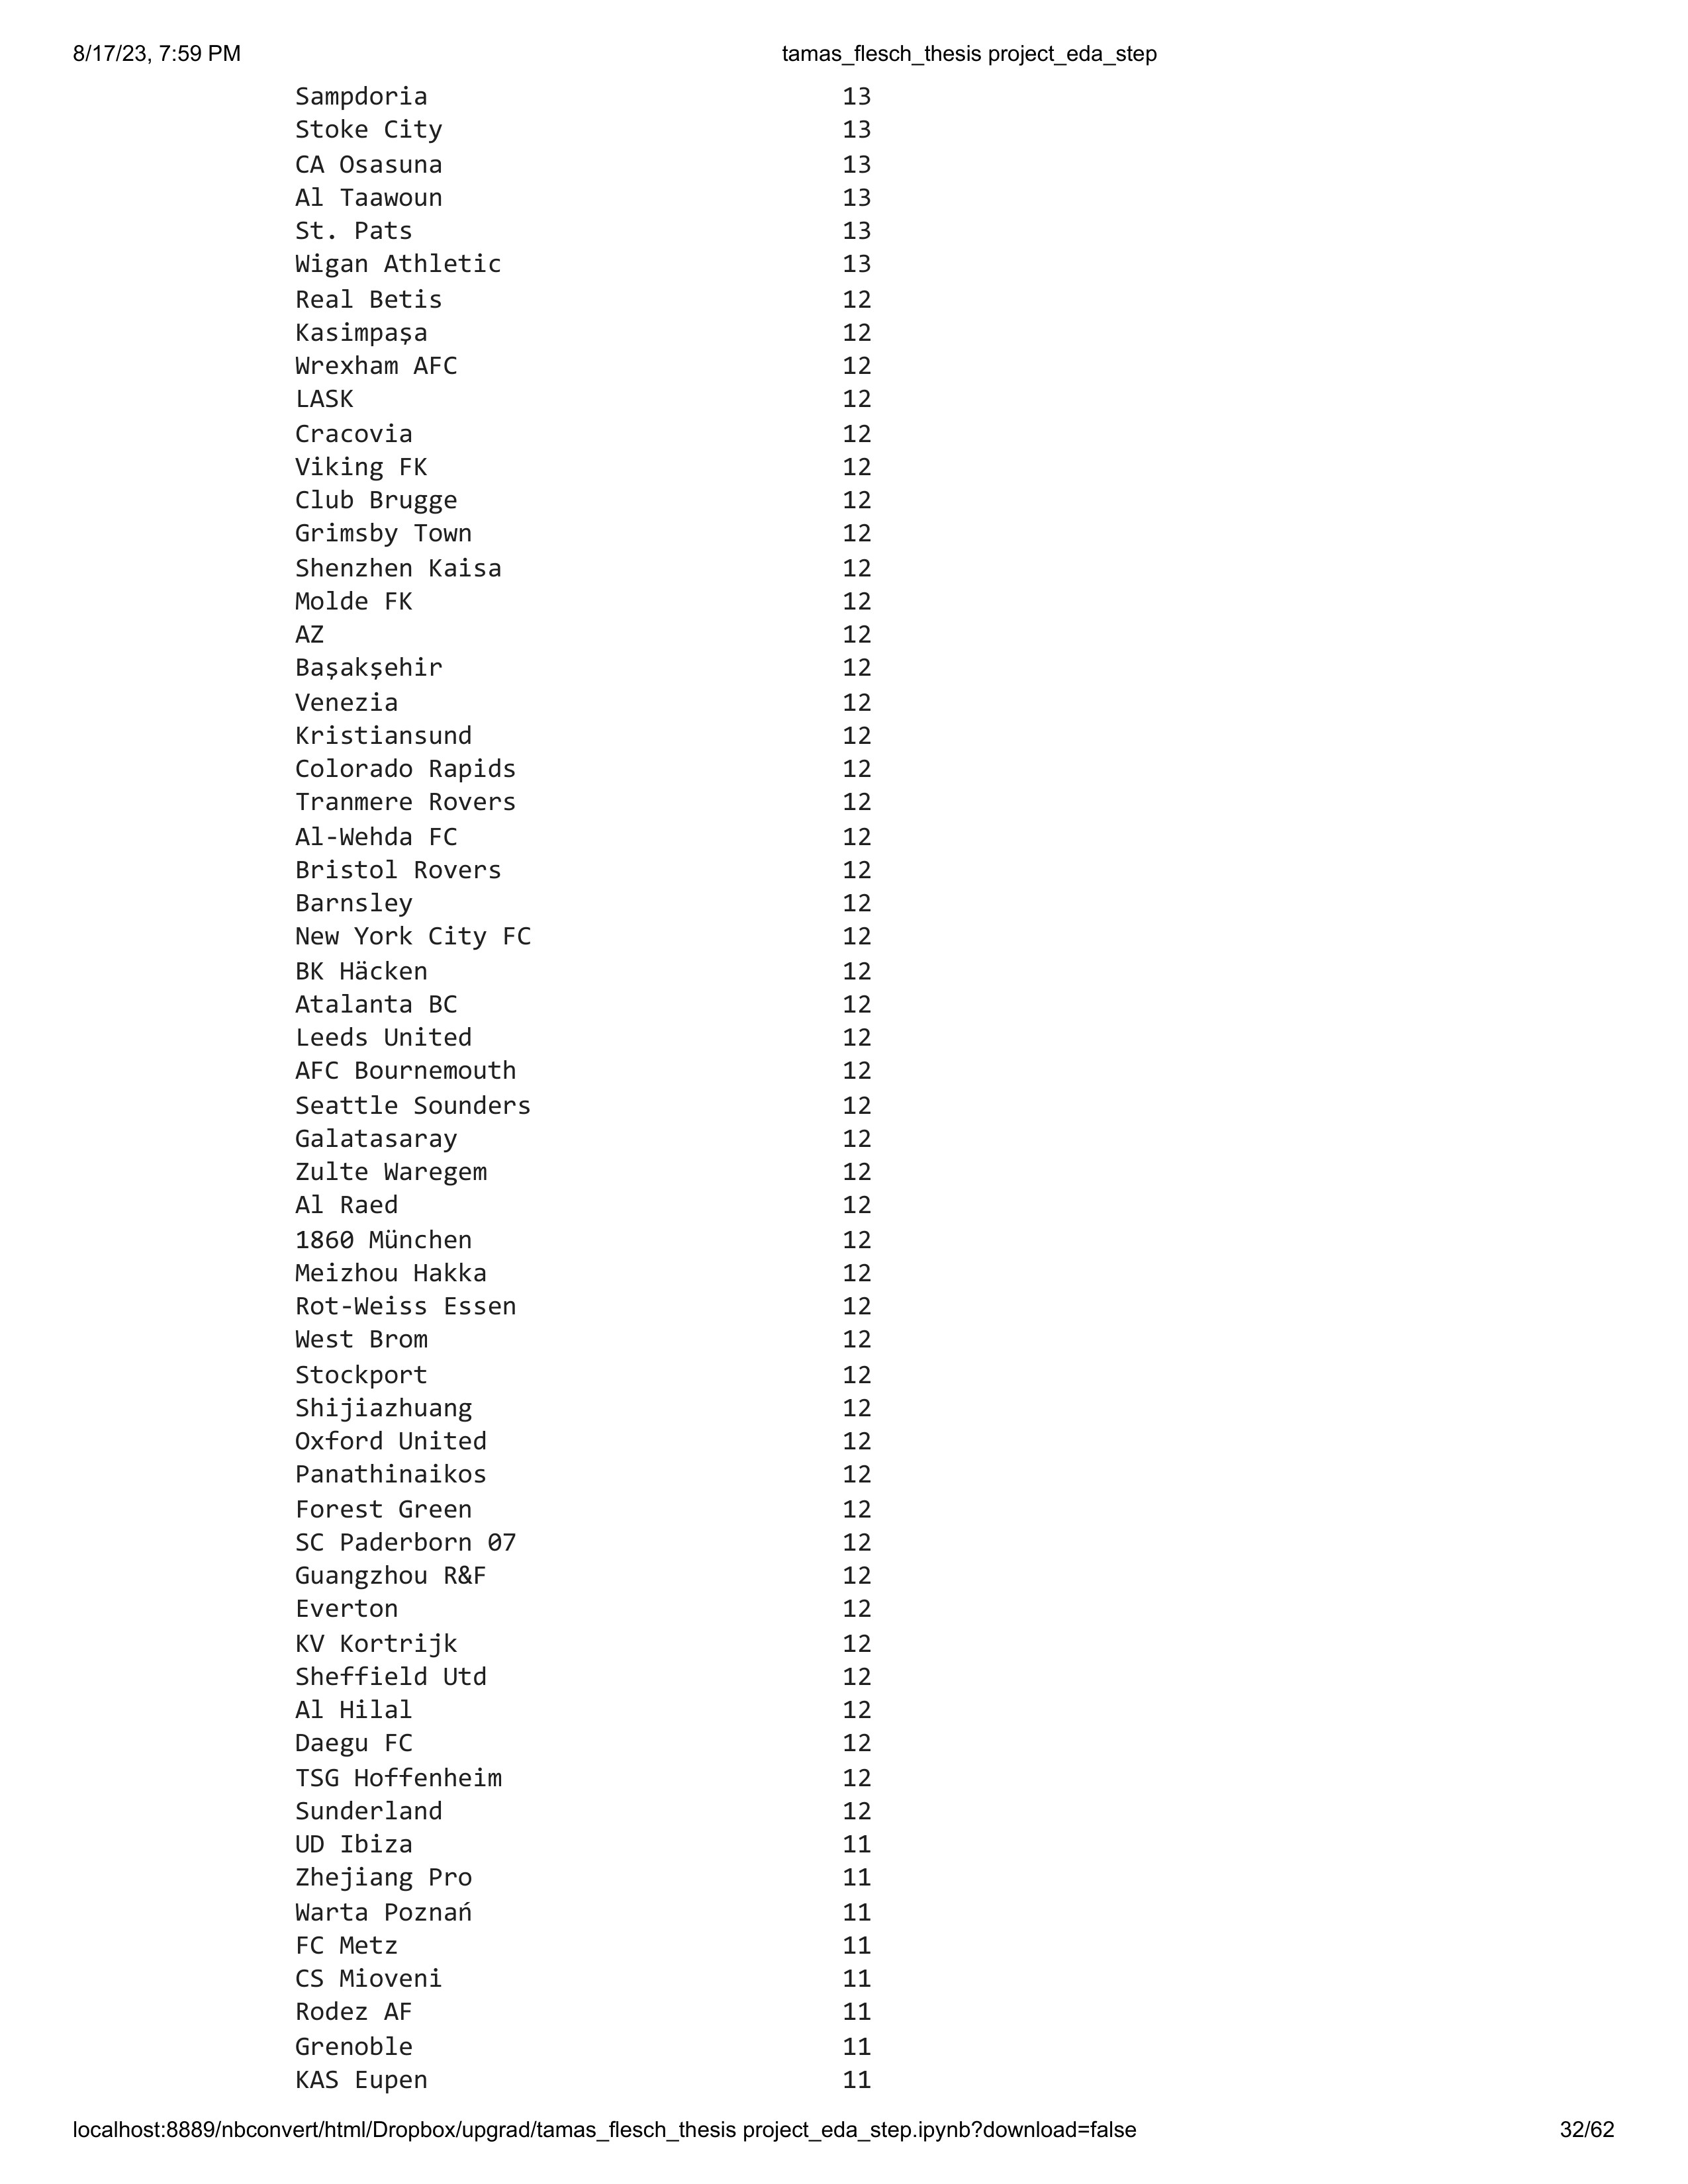 8/17/23, 7:59 PM tamas_flesch_thesis project_eda_step
Sampdoria 13
Stoke City 13
CA Osasuna 13
Al Taawoun 13
St. Pats 13
Wigan Athletic 13
Real Betis 12
Kasimpaşa 12
Wrexham AFC 12
LASK 12
Cracovia 12
Viking FK 12
Club Brugge 12
Grimsby Town 12
Shenzhen Kaisa 12
Molde FK 12
AZ 12
Başakşehir 12
Venezia 12
Kristiansund 12
Colorado Rapids 12
Tranmere Rovers 12
Al-Wehda FC 12
Bristol Rovers 12
Barnsley 12
New York City FC 12
BK Häcken 12
Atalanta BC 12
Leeds United 12
AFC Bournemouth 12
Seattle Sounders 12
Galatasaray 12
Zulte Waregem 12
Al Raed 12
1860 München 12
Meizhou Hakka 12
Rot-Weiss Essen 12
West Brom 12
Stockport 12
Shijiazhuang 12
Oxford United 12
Panathinaikos 12
Forest Green 12
SC Paderborn 07 12
Guangzhou R&F 12
Everton 12
KV Kortrijk 12
Sheffield Utd 12
Al Hilal 12
Daegu FC 12
TSG Hoffenheim 12
Sunderland 12
UD Ibiza 11
Zhejiang Pro 11
Warta Poznań 11
FC Metz 11
CS Mioveni 11
Rodez AF 11
Grenoble 11
KAS Eupen 11
localhost:8889/nbconvert/html/Dropbox/upgrad/tamas_flesch_thesis project_eda_step.ipynb?download=false 32/62